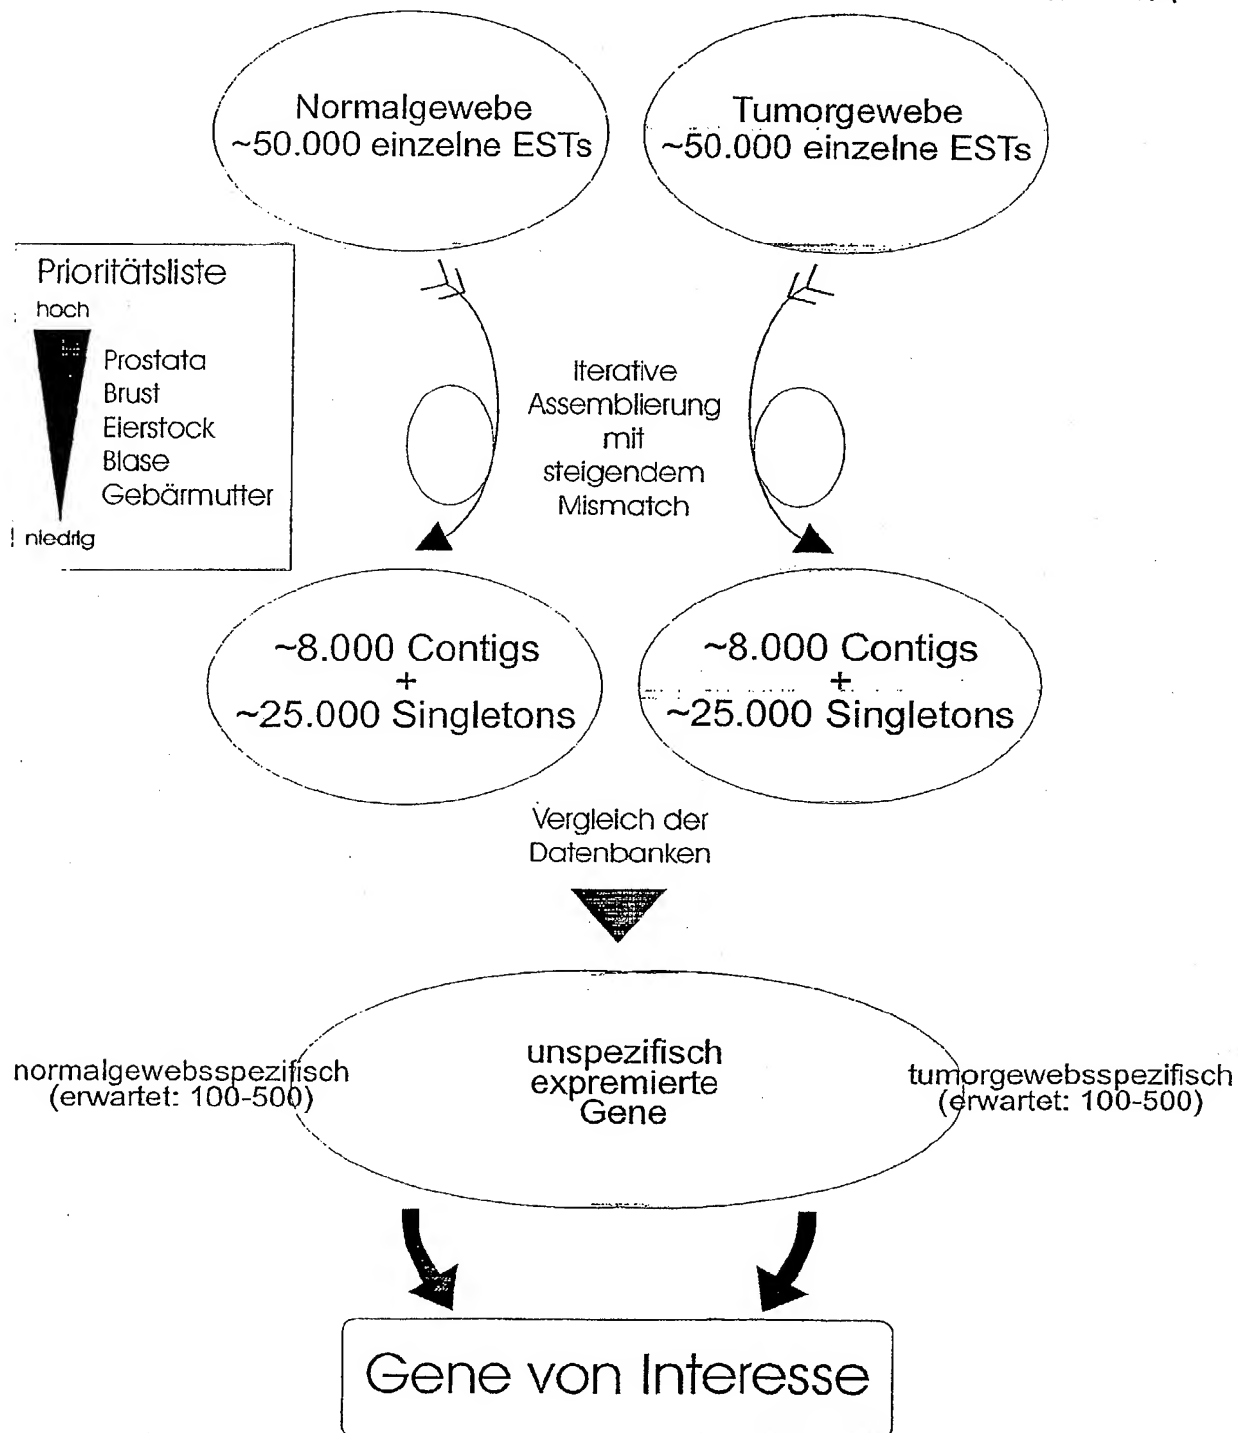 Normalgewebe
~50.000 einzelne ESTs
Tumorgewebe
~50.000 einzelne ESTs
Prioritätsliste
hoch
Prostata
Brust
Eierstock
Blase
Gebärmutter
niedrig
Iterative
Assemblierung
mit
steigendem
Mismatch
~8.000 Contigs
+
~25.000 Singletons
~8.000 Contigs
+
~25.000 Singletons
Vergleich der
Datenbanken
normalgewebsspezifisch
(erwartet: 100-500)
unspezifisch
expremierte
Gene
tumorgewebsspezifisch
(erwartet: 100-500)
Gene von Interesse